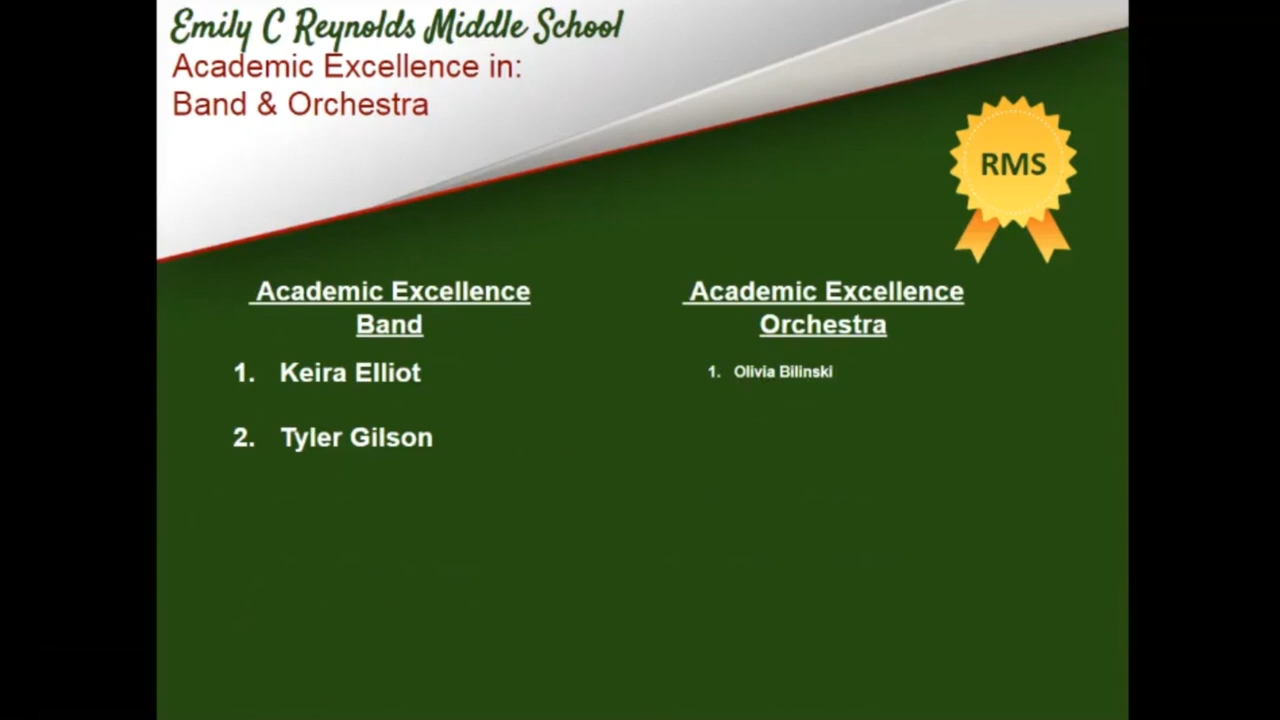 Emily C Reynolds Middle School
Academic Excellence in:
Band & Orchestra
RMS
Academic Excellence
Band
1. Keira Elliot
2. Tyler Gilson
Academic Excellence
Orchestra
1. Olivia Bilinski